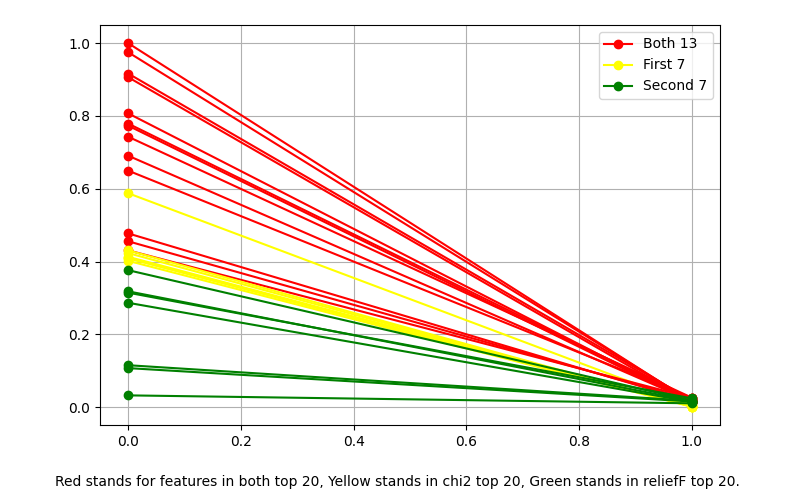 1.0
0.8
0.6
0.4
0.2
0.0
0.0 0.2 0.4 0.6 0.8 1.0
Both 13
First 7
Second 7
Red stands for features in both top 20, Yellow stands in chi2 top 20, Green stands in reliefF top 20.